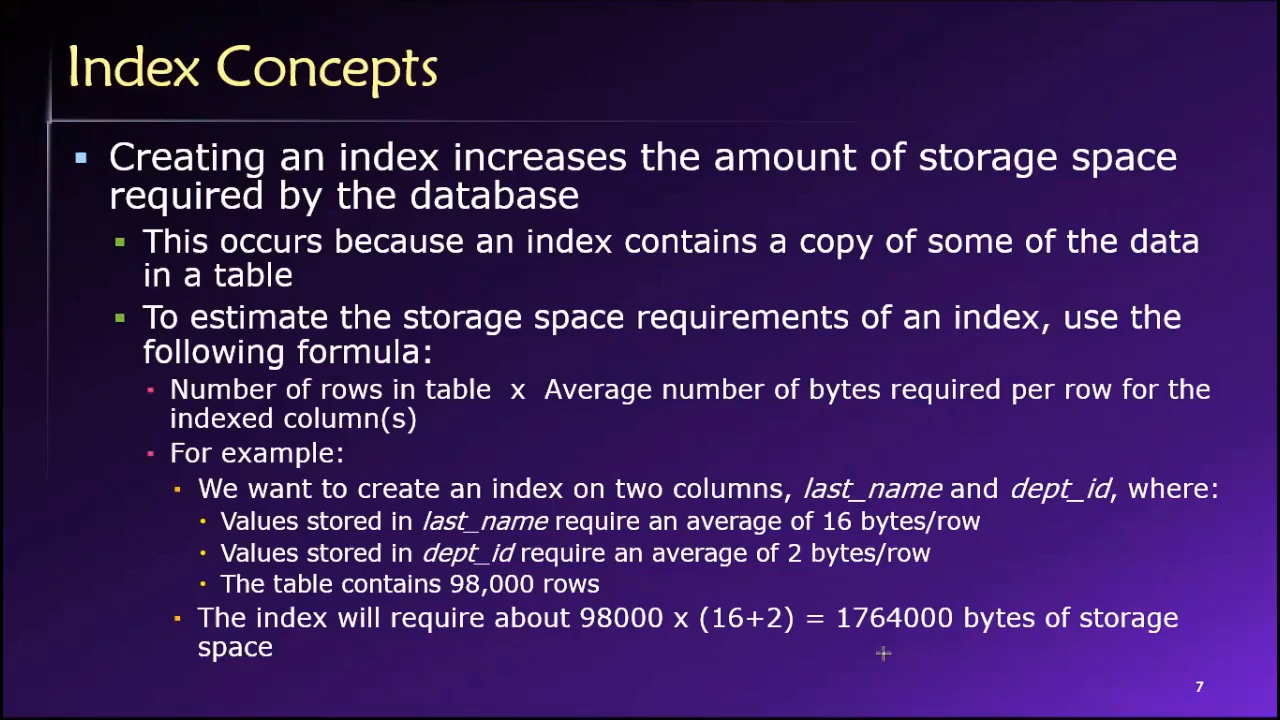 Index Concepts
Creating an index increases the amount of storage space
required by the database
This occurs because an index contains a copy of some of the data
in a table
To estimate the storage space requirements of an index, use the
following formula:
Number of rows in table x Average number of bytes required per row for the
indexed column(s)
For example:
We want to create an index on two columns, last_name and dept_id, where:
Values stored in last_name require an average of 16 bytes/row
Values stored in dept_id require an average of 2 bytes/row
The table contains 98,000 rows
The index will require about 98000 x (16+2) = 1764000 bytes of storage
space
7